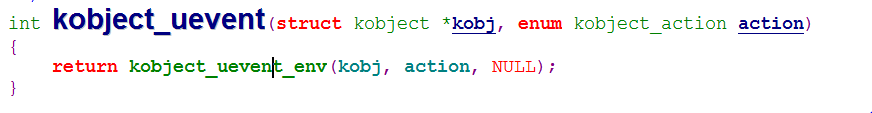 int kobject_uevent(struct kobject *kobj, enum kobject_action action)
{
    return kobject_uevent_env(kobj, action, NULL);
}